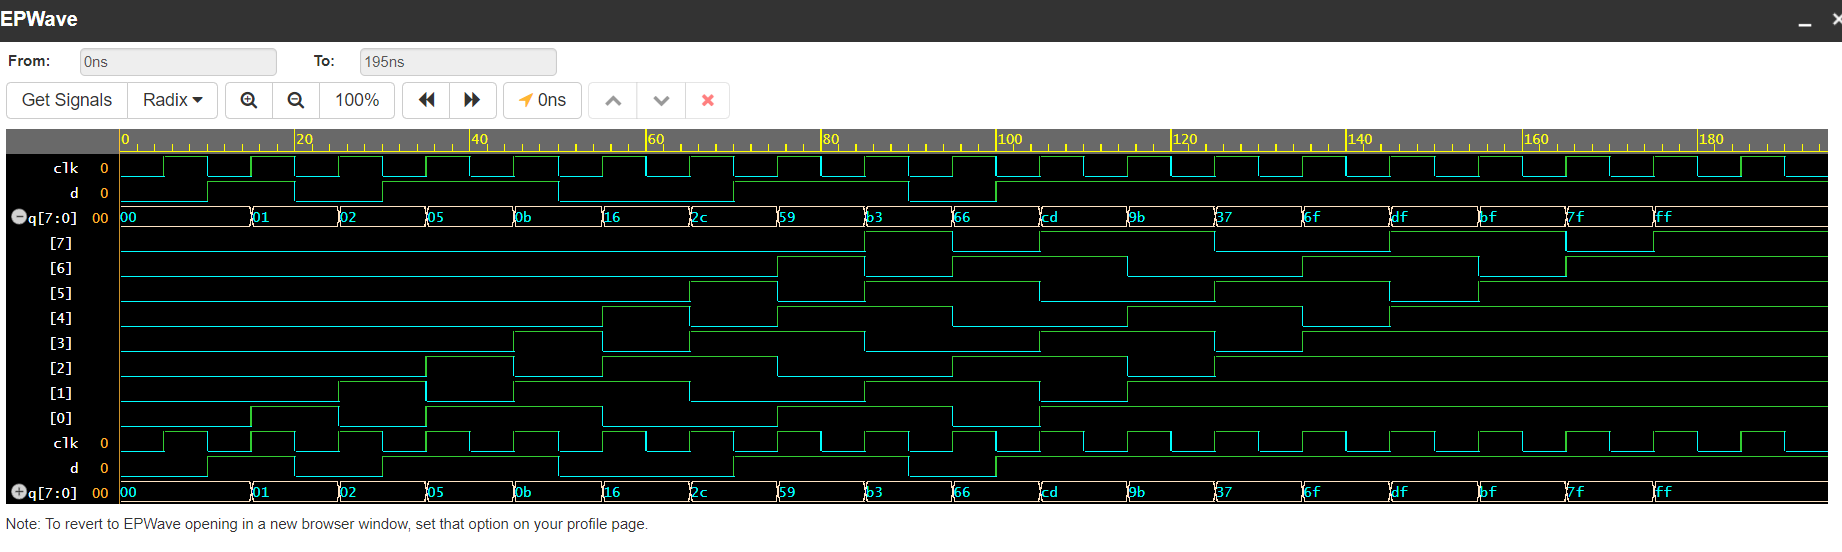 EPWave
From: 0ns To: 195ns
Get Signals Radix 100% 0ns
0 20 40 60 80 100 120 140 160 180
clk 0
d 0
q[7:0] 00 00 01 02 05 0b 16 2c 59 b3 66 cd 9b 37 6f df bf 7f ff
[7]
[6]
[5]
[4]
[3]
[2]
[1]
[0]
clk 0
d 0
q[7:0] 00 00 01 02 05 0b 16 2c 59 b3 66 cd 9b 37 6f df bf 7f ff
Note: To revert to EPWave opening in a new browser window, set that option on your profile page.